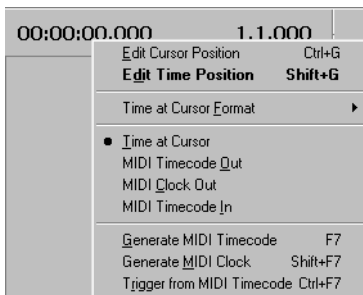 00:00:00.000 1.1.000
Edit Cursor Position Ctrl+G
Edit Time Position Shift+G
Time at Cursor Format
Time at Cursor
MIDI Timecode Out
MIDI Clock Out
MIDI Timecode In
Generate MIDI Timecode F7
Generate MIDI Clock Shift+F7
Trigger from MIDI Timecode Ctrl+F7